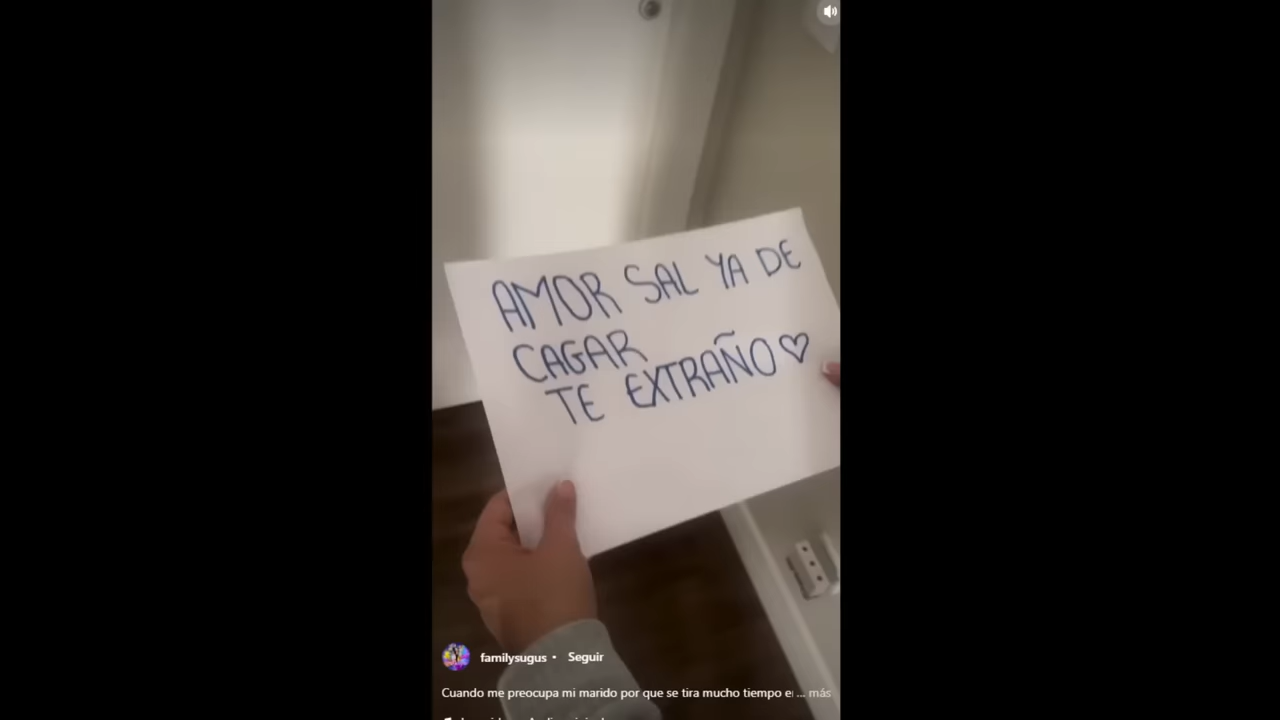 AMOR SAL YA DE
CAGAR
TE EXTRAÑO♡
familysugus • Seguir
Cuando me preocupa mi marido por que se tira mucho tiempo e... más